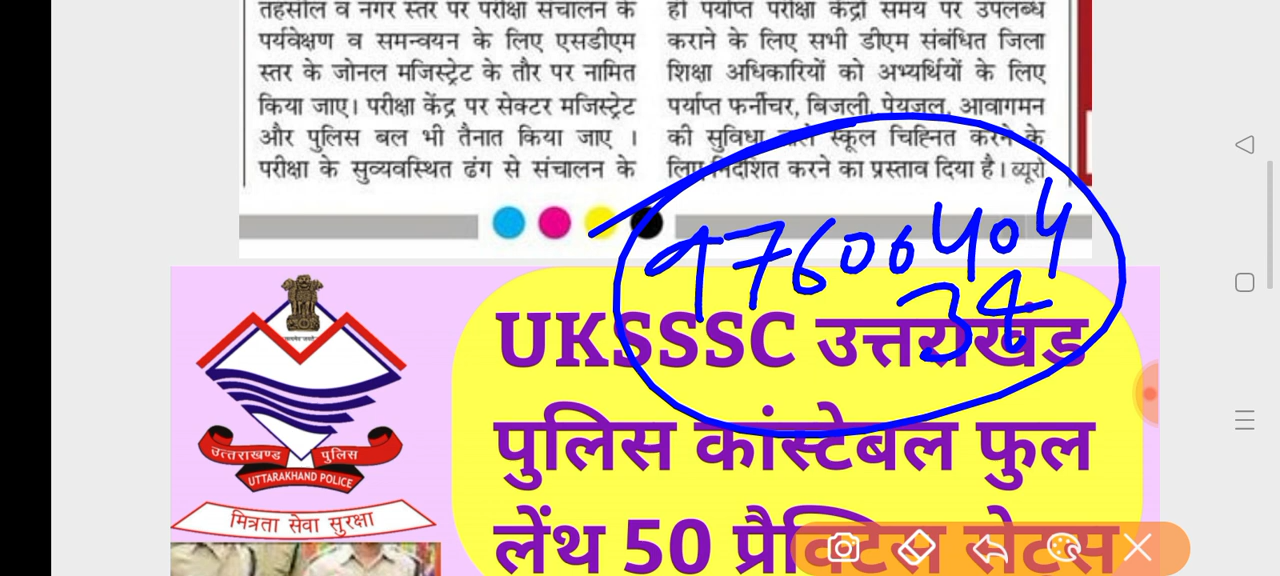 तहसील व नगर स्तर पर परीक्षा संचालन के
पर्यवेक्षण व समन्वयन के लिए एसडीएम
स्तर के जोनल मजिस्ट्रेट के तौर पर नामित
किया जाए। परीक्षा केंद्र पर सेक्टर मजिस्ट्रेट
और पुलिस बल भी तैनात किया जाए ।
परीक्षा के सुव्यवस्थित ढंग से संचालन के
ही पर्याप्त परीक्षा केंद्रों समय पर उपलब्ध
कराने के लिए सभी डीएम संबंधित जिला
शिक्षा अधिकारियों को अभ्यर्थियों के लिए
पर्याप्त फर्नीचर, बिजली, पेयजल, आवागमन
की सुविधा वाले स्कूल चिह्नित करने के
लिए निर्देशित करने का प्रस्ताव दिया है। ब्यूरो
97600404
38
उत्तराखण्ड पुलिस
UTTARAKHAND POLICE
मित्रता सेवा सुरक्षा
UKSSSC उत्तराखंड
पुलिस कांस्टेबल फुल
लेंथ 50 प्रैक्टिल सेटस